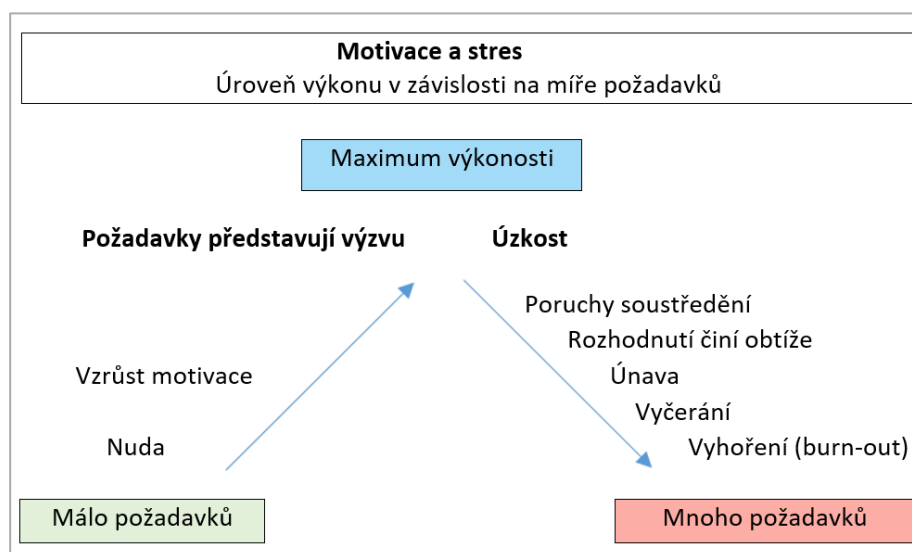 Motivace a stres
Úroveň výkonu v závislosti na míře požadavků
Maximum výkonosti
Požadavky představují výzvu
Úzkost
Poruchy soustředění
Rozhodnutí činí obtíže
Vzrůst motivace
Únava
Vyčerání
Nuda
Vyhoření (burn-out)
Málo požadavků
Mnoho požadavků